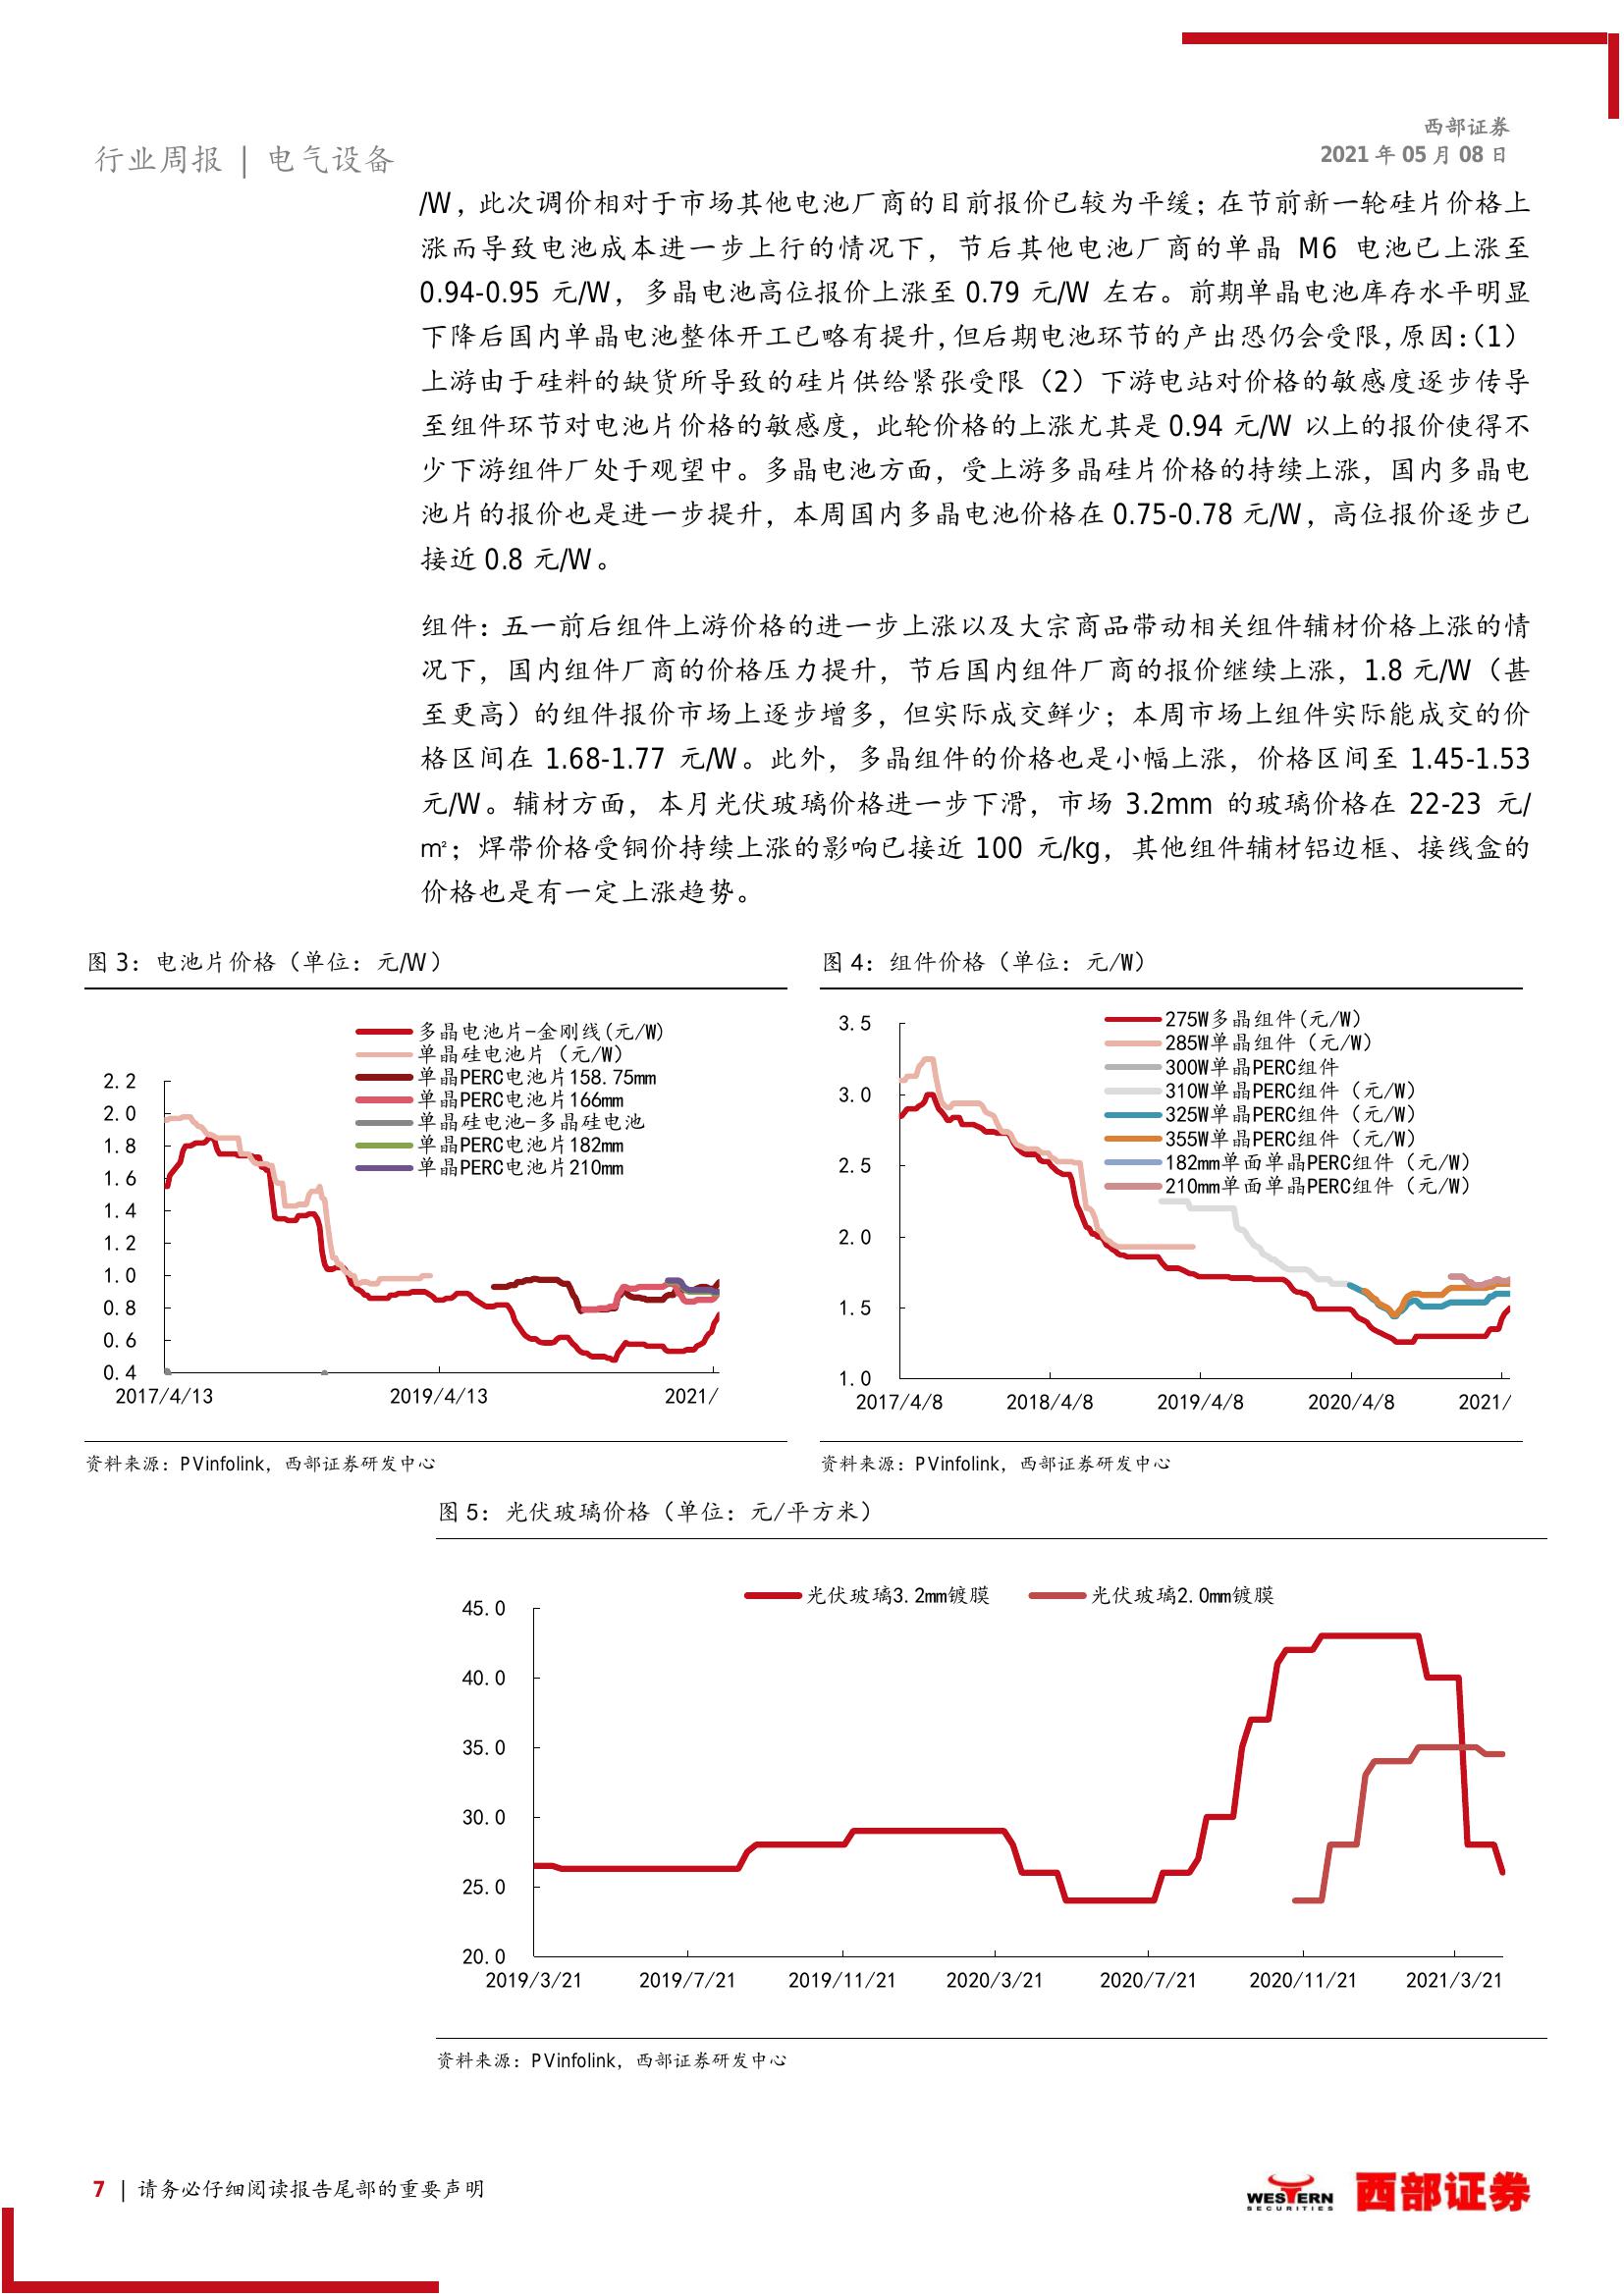 西部证券
2021 年 05 月 08 日
行业周报 | 电气设备
/W，此次调价相对于市场其他电池厂商的目前报价已较为平缓；在节前新一轮硅片价格上
涨而导致电池成本进一步上行的情况下，节后其他电池厂商的单晶 M6 电池已上涨至
0.94-0.95 元/W，多晶电池高位报价上涨至 0.79 元/W 左右。前期单晶电池库存水平明显
下降后国内单晶电池整体开工已略有提升，但后期电池环节的产出恐仍会受限，原因：（1）
上游由于硅料的缺货所导致的硅片供给紧张受限（2）下游电站对价格的敏感度逐步传导
至组件环节对电池片价格的敏感度，此轮价格的上涨尤其是 0.94 元/W 以上的报价使得不
少下游组件厂处于观望中。多晶电池方面，受上游多晶硅片价格的持续上涨，国内多晶电
池片的报价也是进一步提升，本周国内多晶电池价格在 0.75-0.78 元/W，高位报价逐步已
接近 0.8 元/W。
组件：五一前后组件上游价格的进一步上涨以及大宗商品带动相关组件辅材价格上涨的情
况下，国内组件厂商的价格压力提升，节后国内组件厂商的报价继续上涨，1.8 元/W（甚
至更高）的组件报价市场上逐步增多，但实际成交鲜少；本周市场上组件实际能成交的价
格区间在 1.68-1.77 元/W。此外，多晶组件的价格也是小幅上涨，价格区间至 1.45-1.53
元/W。辅材方面，本月光伏玻璃价格进一步下滑，市场 3.2mm 的玻璃价格在 22-23 元/
㎡；焊带价格受铜价持续上涨的影响已接近 100 元/kg，其他组件辅材铝边框、接线盒的
价格也是有一定上涨趋势。
图 3：电池片价格（单位：元/W）
多晶电池片-金刚线(元/W)
单晶硅电池片（元/W）
单晶PERC电池片158.75mm
单晶PERC电池片166mm
单晶硅电池-多晶硅电池
单晶PERC电池片182mm
单晶PERC电池片210mm
2.2
2.0
1.8
1.6
1.4
1.2
1.0
0.8
0.6
0.4
2017/4/13 2019/4/13 2021/
资料来源：PVinfolink，西部证券研发中心
图 4：组件价格（单位：元/W）
275W多晶组件(元/W)
285W单晶组件（元/W）
300W单晶PERC组件
310W单晶PERC组件（元/W）
325W单晶PERC组件（元/W）
355W单晶PERC组件（元/W）
182mm单面单晶PERC组件（元/W）
210mm单面单晶PERC组件（元/W）
3.5
3.0
2.5
2.0
1.5
1.0
2017/4/8 2018/4/8 2019/4/8 2020/4/8 2021/
资料来源：PVinfolink，西部证券研发中心
图 5：光伏玻璃价格（单位：元/平方米）
光伏玻璃3.2mm镀膜 光伏玻璃2.0mm镀膜
45.0
40.0
35.0
30.0
25.0
20.0
2019/3/21 2019/7/21 2019/11/21 2020/3/21 2020/7/21 2020/11/21 2021/3/21
资料来源：PVinfolink，西部证券研发中心
7 | 请务必仔细阅读报告尾部的重要声明
WESTERN
SECURITIES
西部证券